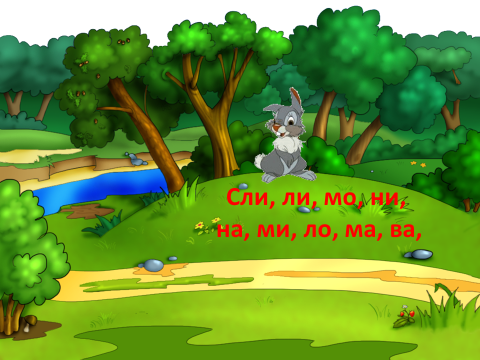 Сли, ли, мо, ни,
на, ми, ло, ма, ва,